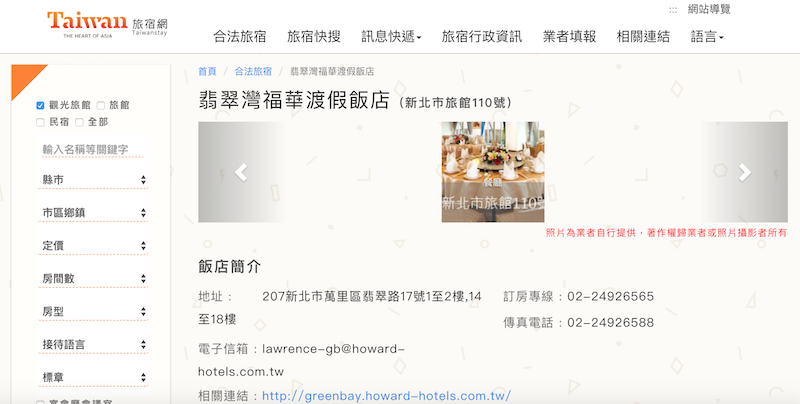 Taiwan 旅宿網
Taiwanstay
THE HEART OF ASIA
::: 網站導覽
合法旅宿 旅宿快搜 訊息快遞 旅宿行政資訊 業者填報 相關連結 語言
首頁 / 合法旅宿 / 翡翠灣福華渡假飯店
翡翠灣福華渡假飯店 (新北市旅館110號)
觀光旅館 旅館
民宿 全部
輸入名稱等關鍵字
縣市
市區鄉鎮
定價
房間數
房型
接待語言
標章
餐廳
新北市旅館110號
照片為業者自行提供，著作權歸業者或照片攝影者所有
飯店簡介
地址： 207新北市萬里區翡翠路17號1至2樓,14
至18樓
訂房專線：02-24926565
傳真電話：02-24926588
電子信箱：lawrence-gb@howard-
hotels.com.tw
相關連結：http://greenbay.howard-hotels.com.tw/